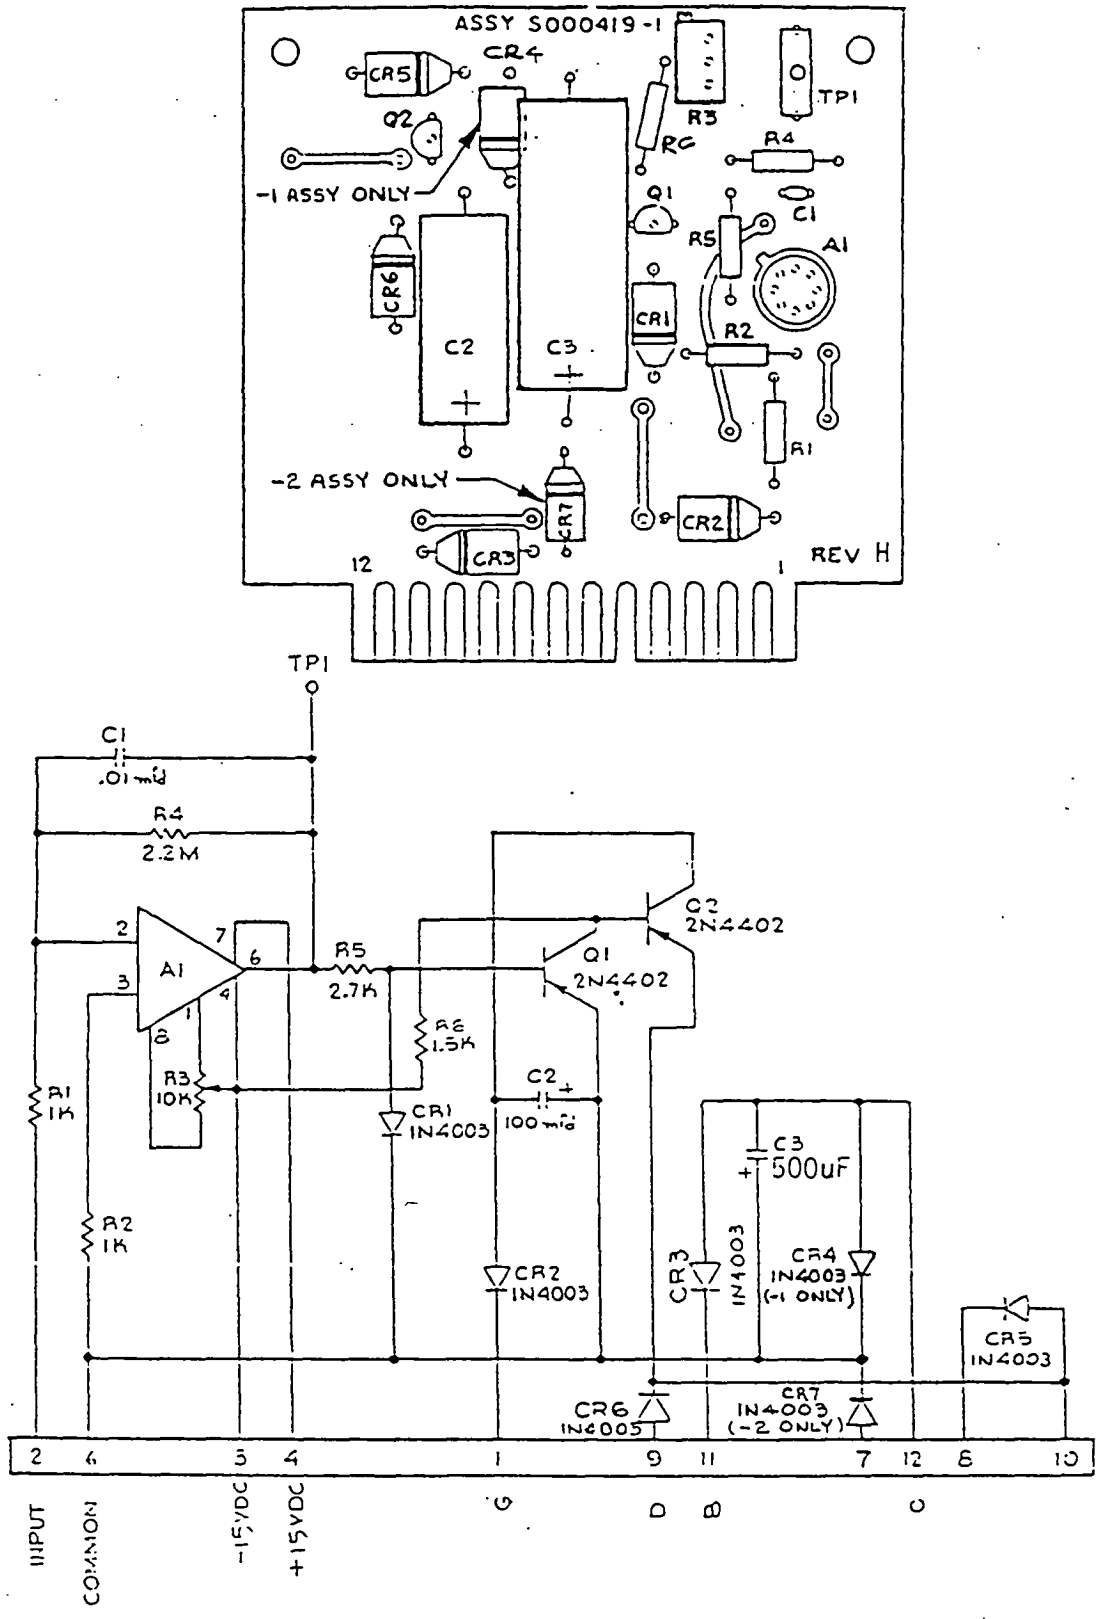 ASSY S000419-1
CR4
CR5
Q2
R3
TP1
R6
R4
-1 ASSY ONLY
Q1
C1
R5
A1
CR6
CR1
C2
C3
R2
R1
-2 ASSY ONLY
CR7
CR2
CR3
12
1
REV H
TP1
C1
.01 mfd
R4
2.2M
2
7
A1
6
R5
2.7K
3
4
1
8
Q2
2N4402
Q1
2N4402
R6
1.5K
R3
10K
R1
1K
CR1
1N4003
C2
+
100 mfd
C3
+ 500uF
R2
1K
CR2
1N4003
CR3
1N4003
CR4
1N4003
(-1 ONLY)
CR5
1N4003
CR6
1N4005
CR7
1N4003
(-2 ONLY)
2 6 3 4 1 9 11 7 12 8 10
INPUT
COMMON
-15VDC
+15VDC
G
D
B
C